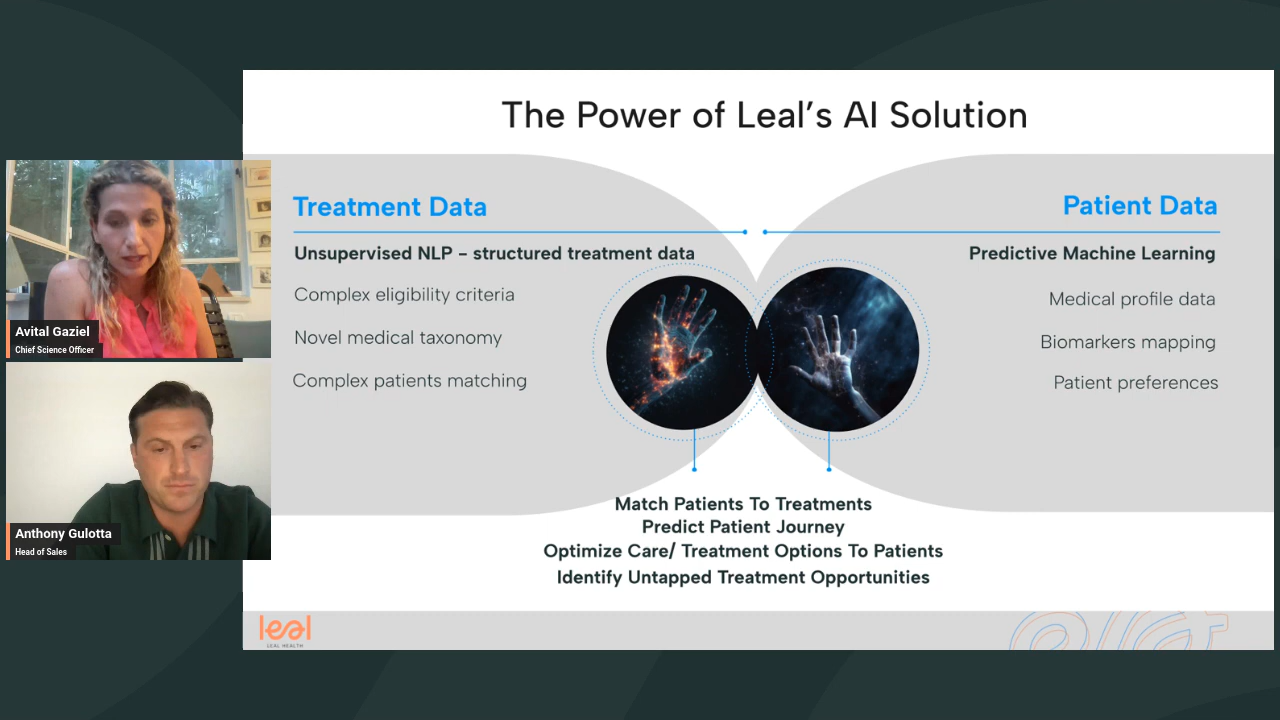 The Power of Leal's AI Solution
Treatment Data
Unsupervised NLP – structured treatment data
Complex eligibility criteria
Novel medical taxonomy
Complex patients matching
Patient Data
Predictive Machine Learning
Medical profile data
Biomarkers mapping
Patient preferences
Match Patients To Treatments
Predict Patient Journey
Optimize Care/ Treatment Options To Patients
Identify Untapped Treatment Opportunities
leal
LEAL HEALTH
Avital Gaziel
Chief Science Officer
Anthony Gulotta
Head of Sales